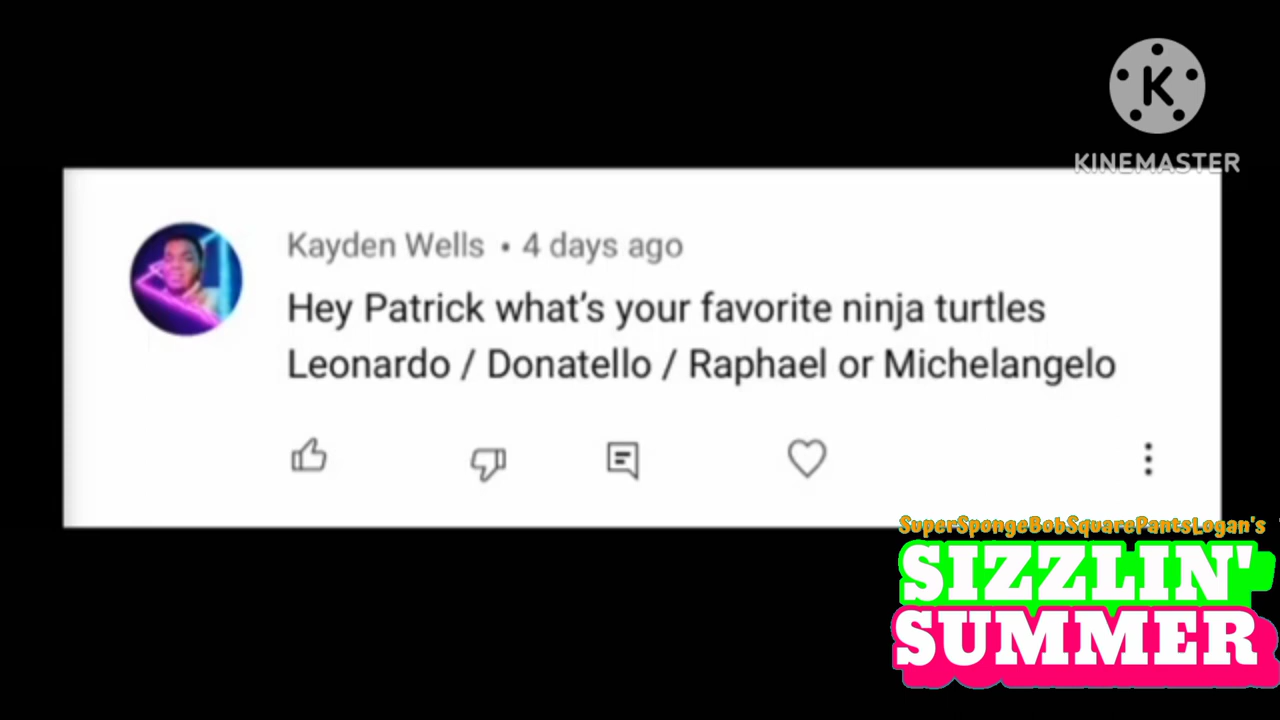 K
KINEMASTER
Kayden Wells • 4 days ago
Hey Patrick what's your favorite ninja turtles
Leonardo / Donatello / Raphael or Michelangelo
SuperSpongeBobSquarePantsLogan's
SIZZLIN'
SUMMER